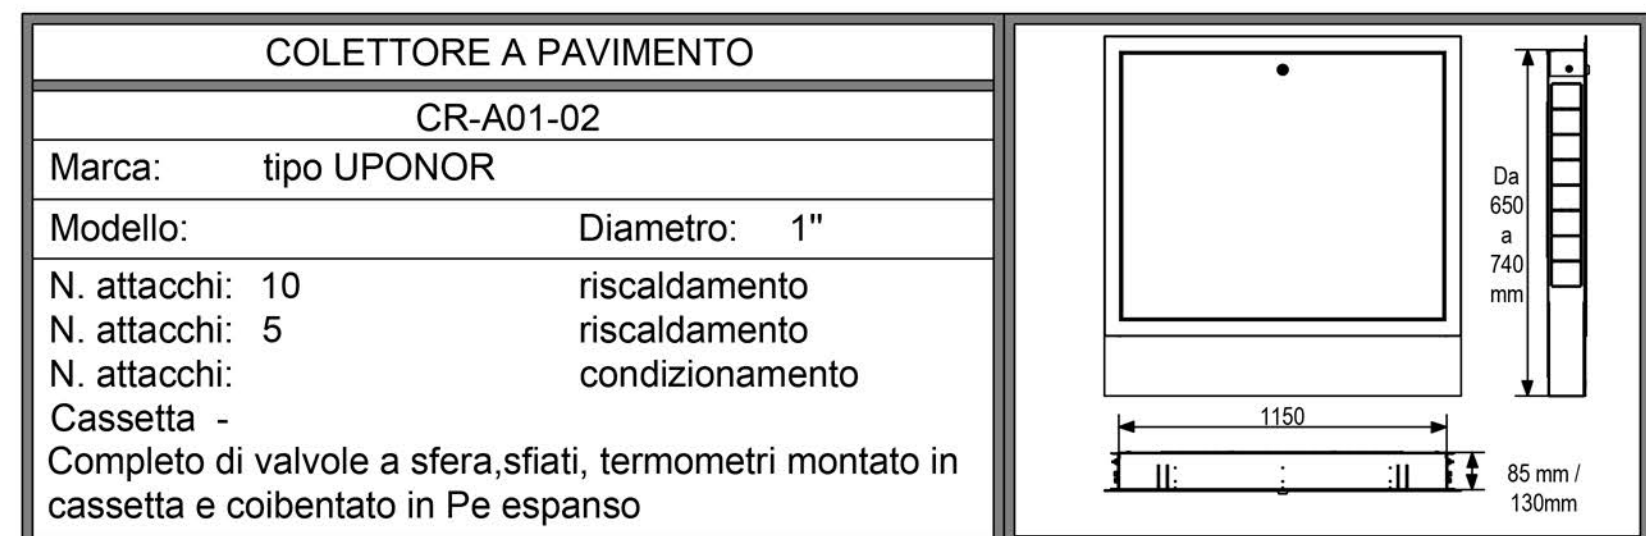 COLETTORE A PAVIMENTO
CR-A01-02
Marca: tipo UPONOR
Modello: Diametro: 1"
N. attacchi: 10 riscaldamento
N. attacchi: 5 riscaldamento
N. attacchi: condizionamento
Cassetta -
Completo di valvole a sfera,sfiati, termometri montato in
cassetta e coibentato in Pe espanso
Da
650
a
740
mm
1150
85 mm /
130mm